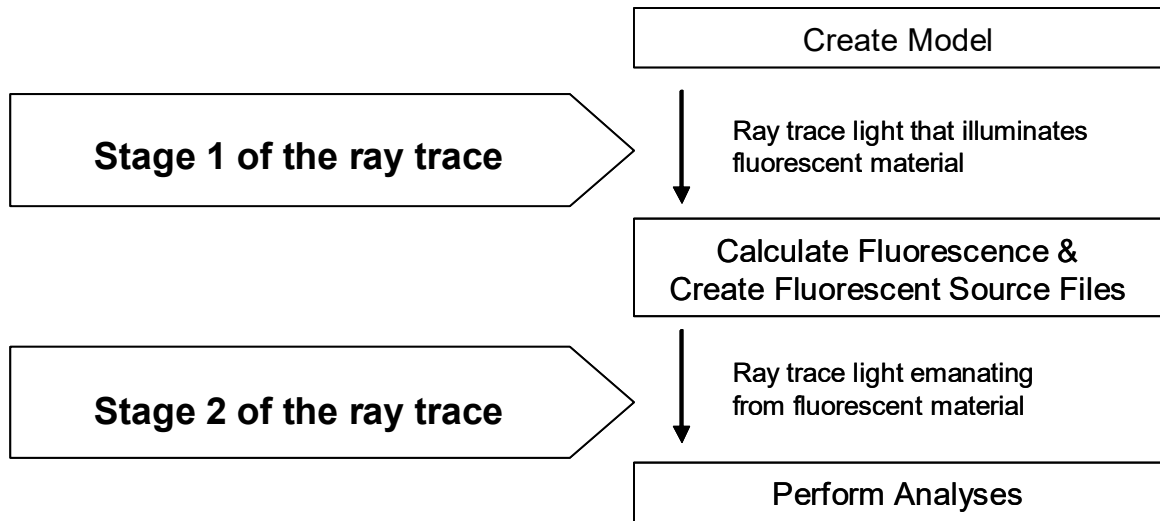 Create Model
Stage 1 of the ray trace
Ray trace light that illuminates
fluorescent material
Calculate Fluorescence &
Create Fluorescent Source Files
Stage 2 of the ray trace
Ray trace light emanating
from fluorescent material
Perform Analyses